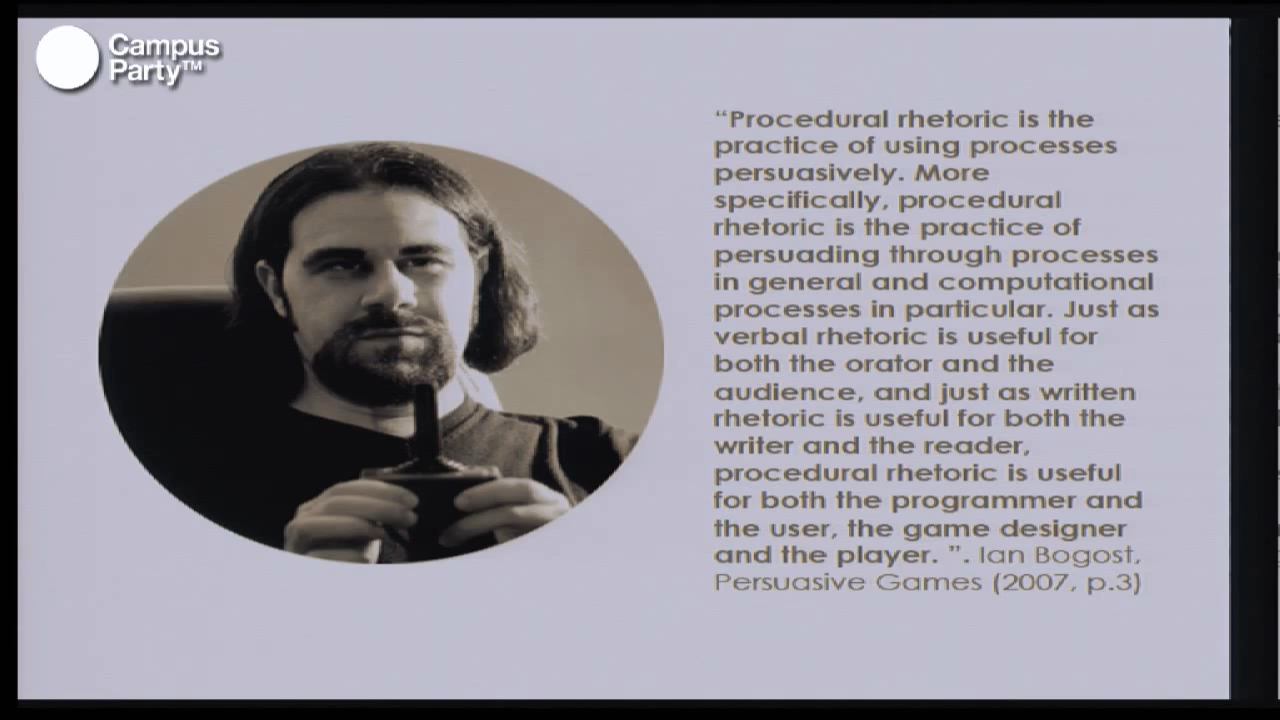 Campus
Party™
“Procedural rhetoric is the
practice of using processes
persuasively. More
specifically, procedural
rhetoric is the practice of
persuading through processes
in general and computational
processes in particular. Just as
verbal rhetoric is useful for
both the orator and the
audience, and just as written
rhetoric is useful for both the
writer and the reader,
procedural rhetoric is useful
for both the programmer and
the user, the game designer
and the player. ”. Ian Bogost,
Persuasive Games (2007, p.3)